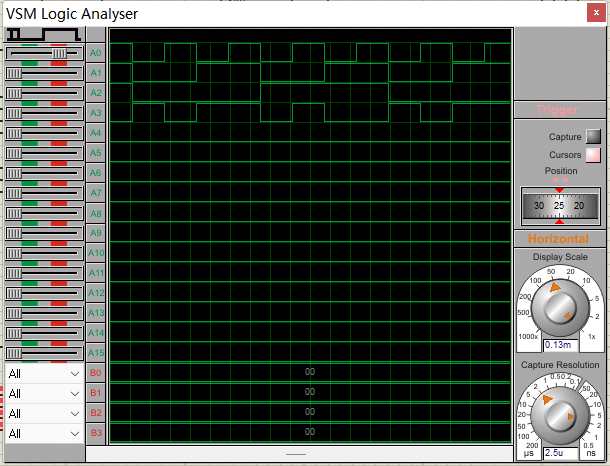 VSM Logic Analyser
x
A0
A1
A2
A3
A4
A5
A6
A7
A8
A9
A10
A11
A12
A13
A14
A15
All B0 00
All B1 00
All B2 00
All B3 00
Trigger
Capture
Cursors
Position
30 25 20
Horizontal
Display Scale
50 20
100 10
200 5
500 2
1000x 1x
0.13m
Capture Resolution
1 0.50.2
2 100
5 50
10 20
20 10
50 5
100 2
200 1
µs 0.5
ns
2.5u